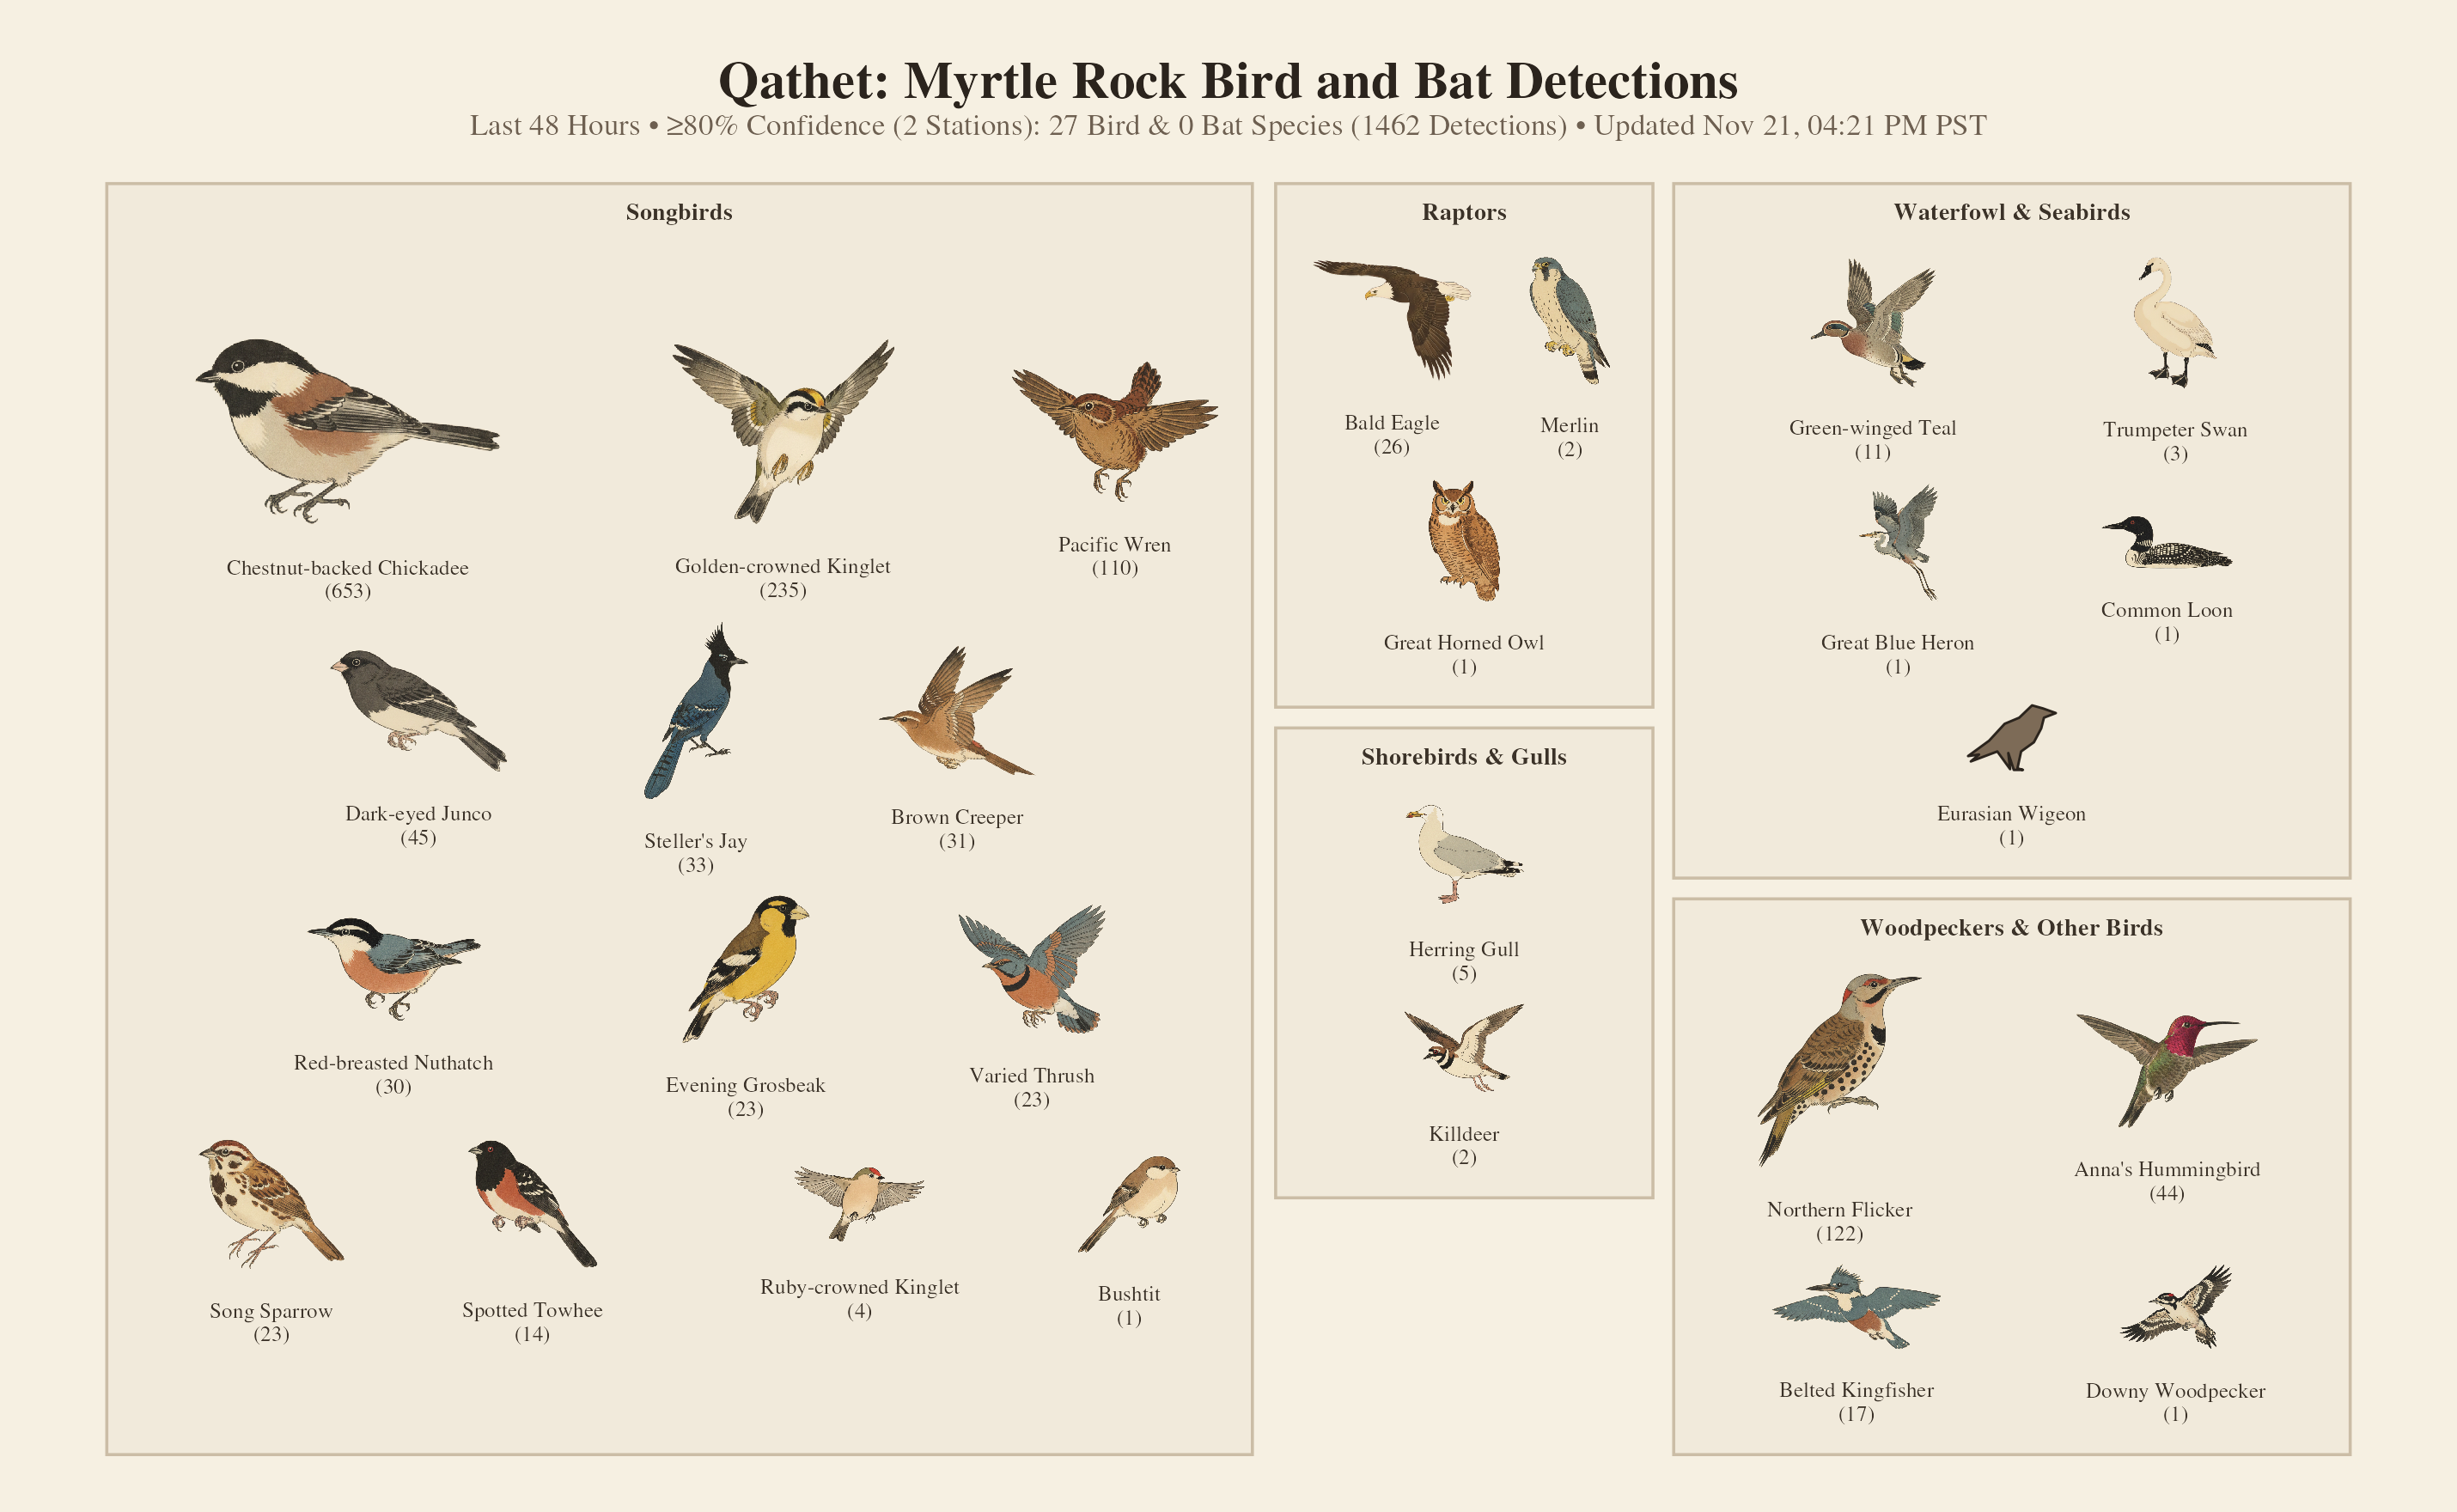 Qathet: Myrtle Rock Bird and Bat Detections
Last 48 Hours • ≥80% Confidence (2 Stations): 27 Bird & 0 Bat Species (1462 Detections) • Updated Nov 21, 04:21 PM PST
Songbirds
Chestnut-backed Chickadee
(653)
Golden-crowned Kinglet
(235)
Pacific Wren
(110)
Dark-eyed Junco
(45)
Steller's Jay
(33)
Brown Creeper
(31)
Red-breasted Nuthatch
(30)
Evening Grosbeak
(23)
Varied Thrush
(23)
Song Sparrow
(23)
Spotted Towhee
(14)
Ruby-crowned Kinglet
(4)
Bushtit
(1)
Raptors
Bald Eagle
(26)
Merlin
(2)
Great Horned Owl
(1)
Shorebirds & Gulls
Herring Gull
(5)
Killdeer
(2)
Waterfowl & Seabirds
Green-winged Teal
(11)
Trumpeter Swan
(3)
Great Blue Heron
(1)
Common Loon
(1)
Eurasian Wigeon
(1)
Woodpeckers & Other Birds
Northern Flicker
(122)
Anna's Hummingbird
(44)
Belted Kingfisher
(17)
Downy Woodpecker
(1)